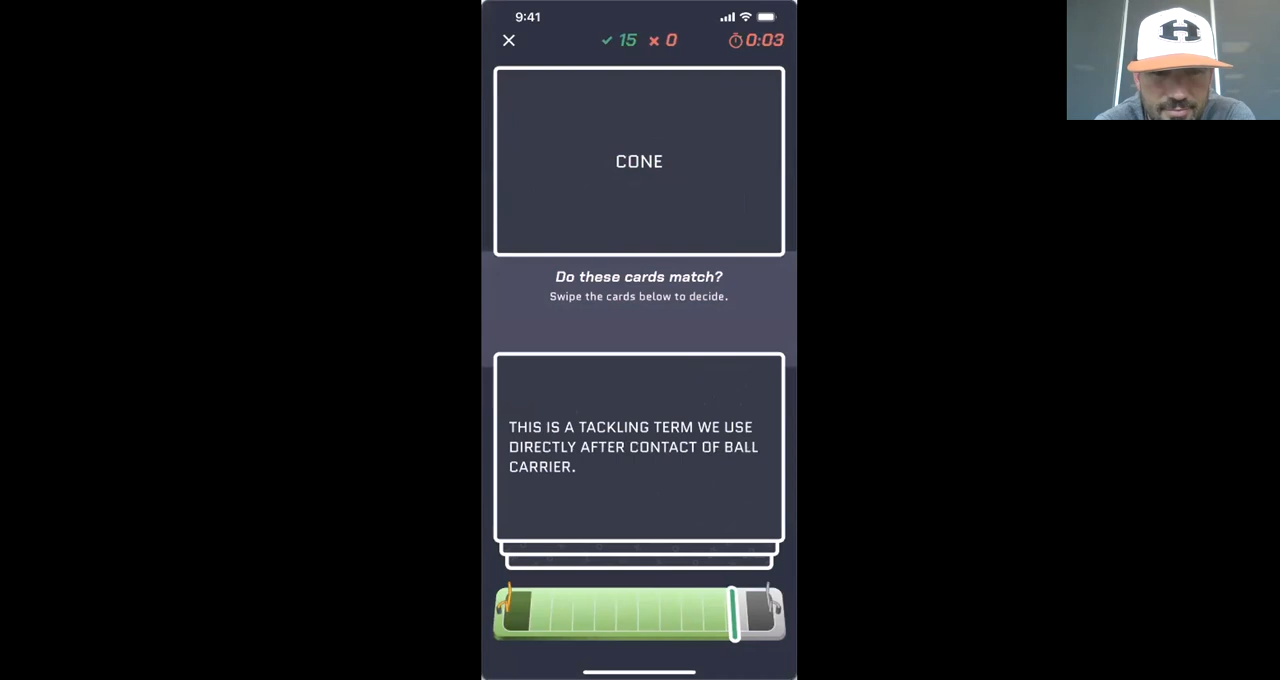 9:41
15
0
0:03
CONE
Do these cards match?
Swipe the cards below to decide.
THIS IS A TACKLING TERM WE USE
DIRECTLY AFTER CONTACT OF BALL
CARRIER.
H